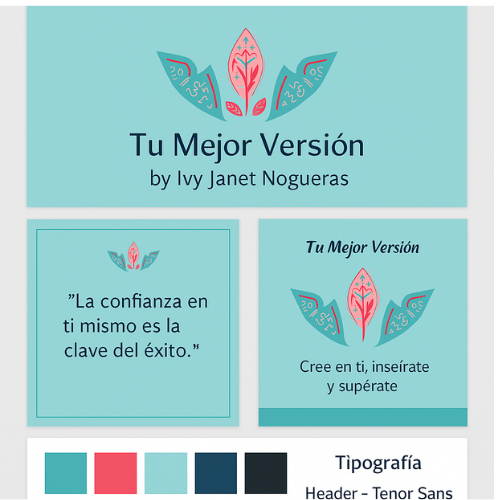 Tu Mejor Versión
by Ivy Janet Nogueras
"La confianza en
ti mismo es la
clave del éxito."
Tu Mejor Versión
Cree en ti, inseírate
y supérate
Tipografía
Header – Tenor Sans